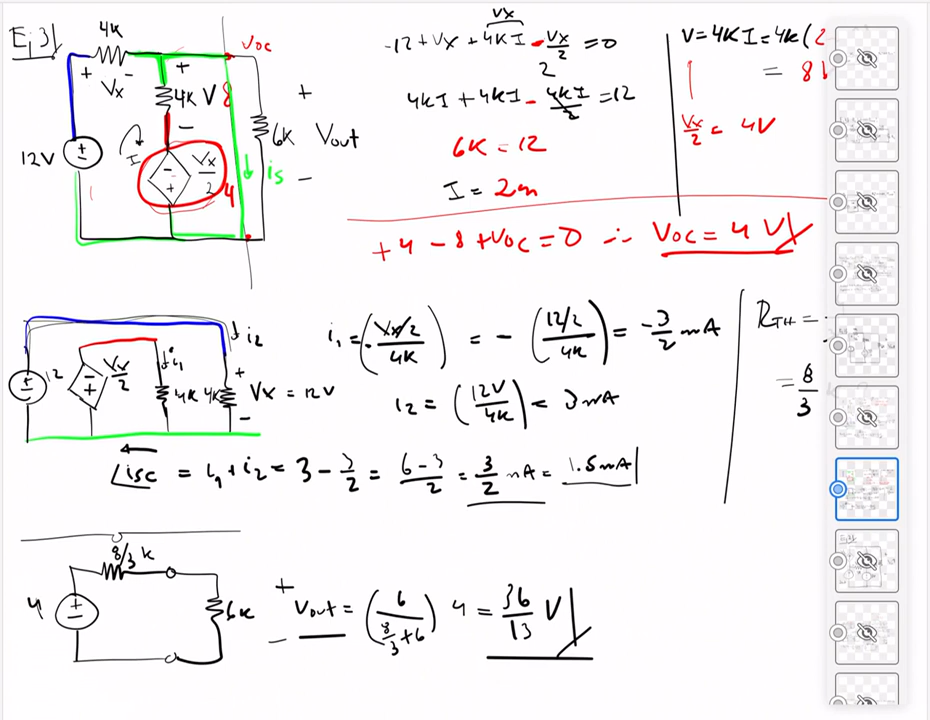 Ej 3|
4K
+ Vx -
12V
I
+
4K V 8
-
Vx/2 4
Voc
is
+
6K Vout
-
Vx
-12 + Vx + 4KI - Vx/2 = 0
2
4KI + 4KI - 4KI/2 = 12
6K = 12
I = 2m
V = 4KI = 4K(2
= 8V
Vx/2 = 4V
+4 - 8 + Voc = 0 ∴ Voc = 4 V
12
Vx/2
i1
4K 4K
i2
+
Vx = 12V
-
i1 = (- Vx/2 / 4K) = - (12/2 / 4K) = -3/2 mA
i2 = (12V / 4K) = 3mA
isc = i1 + i2 = 3 - 3/2 = 6-3/2 = 3/2 mA = 1.5mA
RTH =
= 8/3
8/3 K
4
6K
+
Vout = (6 / 8/3+6) 4 = 36/13 V
-